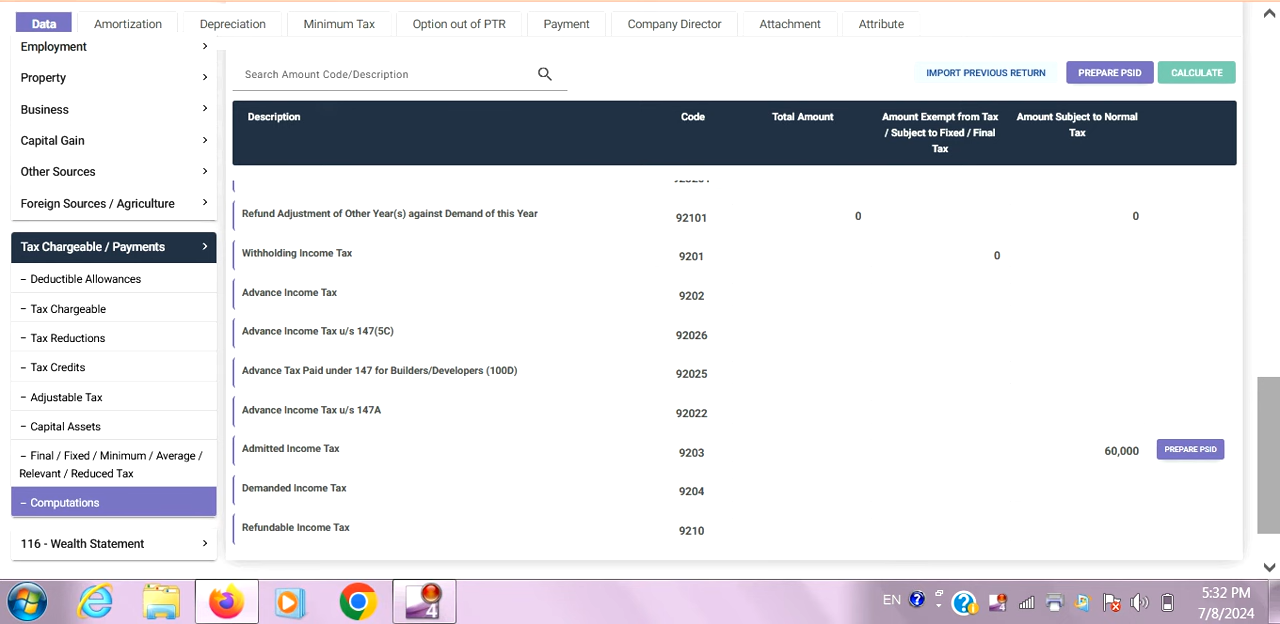 Data
Amortization
Depreciation
Minimum Tax
Option out of PTR
Payment
Company Director
Attachment
Attribute
Employment
Property
Business
Capital Gain
Other Sources
Foreign Sources / Agriculture
Tax Chargeable / Payments
– Deductible Allowances
– Tax Chargeable
– Tax Reductions
– Tax Credits
– Adjustable Tax
– Capital Assets
– Final / Fixed / Minimum / Average /
Relevant / Reduced Tax
– Computations
116 - Wealth Statement
Search Amount Code/Description
IMPORT PREVIOUS RETURN
PREPARE PSID
CALCULATE
Description
Code
Total Amount
Amount Exempt from Tax
/ Subject to Fixed / Final
Tax
Amount Subject to Normal
Tax
Refund Adjustment of Other Year(s) against Demand of this Year 92101 0 0
Withholding Income Tax 9201 0
Advance Income Tax 9202
Advance Income Tax u/s 147(5C) 92026
Advance Tax Paid under 147 for Builders/Developers (100D) 92025
Advance Income Tax u/s 147A 92022
Admitted Income Tax 9203 60,000 PREPARE PSID
Demanded Income Tax 9204
Refundable Income Tax 9210
EN
5:32 PM
7/8/2024
4